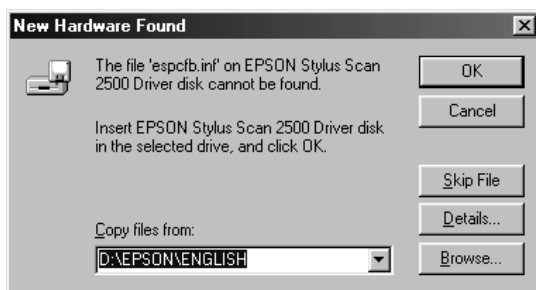 New Hardware Found
The file 'espcfb.inf' on EPSON Stylus Scan
2500 Driver disk cannot be found.
Insert EPSON Stylus Scan 2500 Driver disk
in the selected drive, and click OK.
Copy files from:
D:\EPSON\ENGLISH
OK
Cancel
Skip File
Details...
Browse...